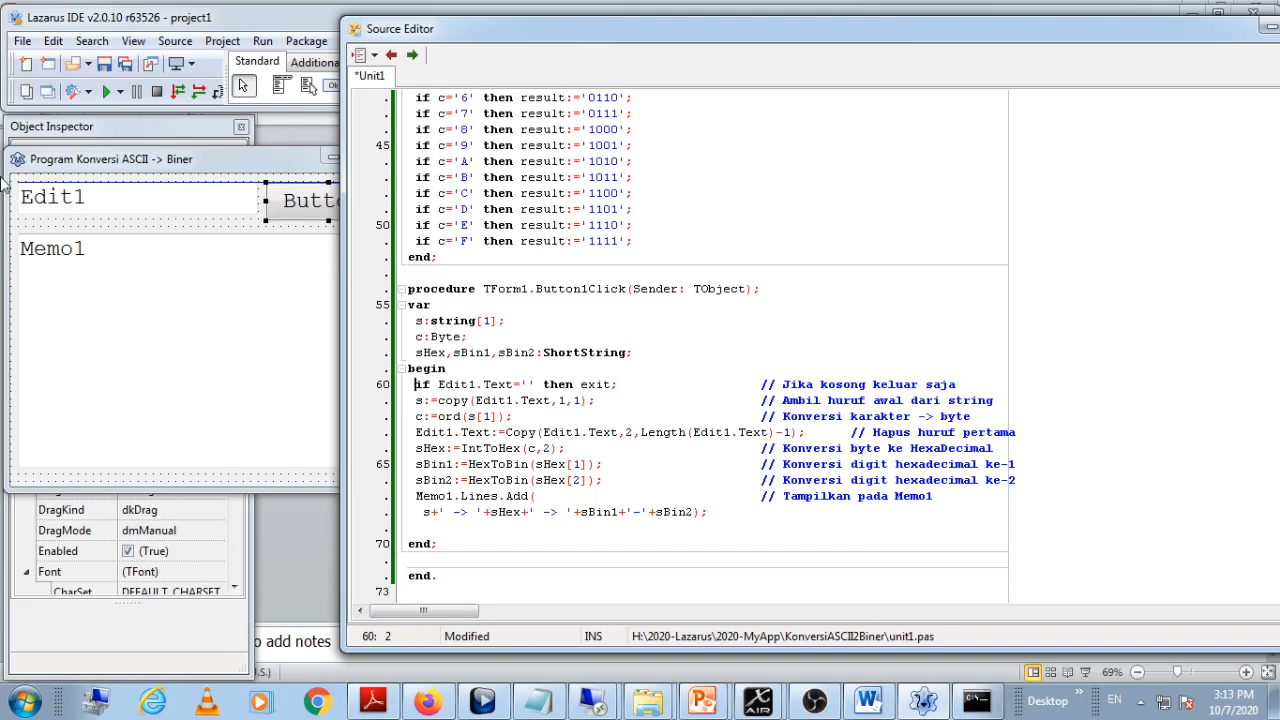 Lazarus IDE v2.0.10 r63526 - project1
File Edit Search View Source Project Run Package
Standard Additiona
Object Inspector
Program Konversi ASCII -> Biner
Edit1
Butto
Memo1
DragKind dkDrag
DragMode dmManual
Enabled (True)
Font (TFont)
CharSet DEFAULT_CHARSET
Source Editor
*Unit1
. if c='6' then result:='0110';
. if c='7' then result:='0111';
. if c='8' then result:='1000';
45 if c='9' then result:='1001';
. if c='A' then result:='1010';
. if c='B' then result:='1011';
. if c='C' then result:='1100';
. if c='D' then result:='1101';
50 if c='E' then result:='1110';
. if c='F' then result:='1111';
. end;
.
. procedure TForm1.Button1Click(Sender: TObject);
55 var
. s:string[1];
. c:Byte;
. sHex,sBin1,sBin2:ShortString;
. begin
60 if Edit1.Text='' then exit; // Jika kosong keluar saja
. s:=copy(Edit1.Text,1,1); // Ambil huruf awal dari string
. c:=ord(s[1]); // Konversi karakter -> byte
. Edit1.Text:=Copy(Edit1.Text,2,Length(Edit1.Text)-1); // Hapus huruf pertama
. sHex:=IntToHex(c,2); // Konversi byte ke HexaDecimal
65 sBin1:=HexToBin(sHex[1]); // Konversi digit hexadecimal ke-1
. sBin2:=HexToBin(sHex[2]); // Konversi digit hexadecimal ke-2
. Memo1.Lines.Add( // Tampilkan pada Memo1
. s+' -> '+sHex+' -> '+sBin1+'-'+sBin2);
.
70 end;
.
. end.
73
60: 2 Modified INS H:\2020-Lazarus\2020-MyApp\KonversiASCII2Biner\unit1.pas
o add notes
.S.)
69%
Desktop
EN
3:13 PM
10/7/2020